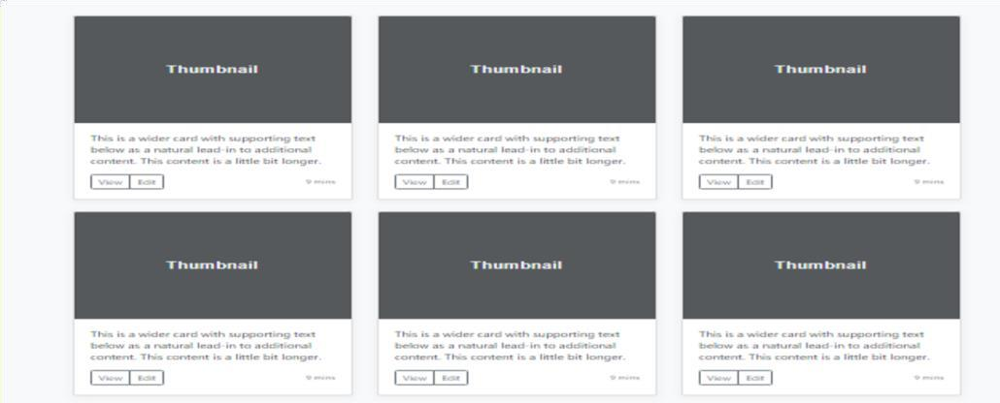 Thumbnail
This is a wider card with supporting text
below as a natural lead-in to additional
content. This content is a little bit longer.
View Edit 9 mins
Thumbnail
This is a wider card with supporting text
below as a natural lead-in to additional
content. This content is a little bit longer.
View Edit 9 mins
Thumbnail
This is a wider card with supporting text
below as a natural lead-in to additional
content. This content is a little bit longer.
View Edit 9 mins
Thumbnail
This is a wider card with supporting text
below as a natural lead-in to additional
content. This content is a little bit longer.
View Edit 9 mins
Thumbnail
This is a wider card with supporting text
below as a natural lead-in to additional
content. This content is a little bit longer.
View Edit 9 mins
Thumbnail
This is a wider card with supporting text
below as a natural lead-in to additional
content. This content is a little bit longer.
View Edit 9 mins